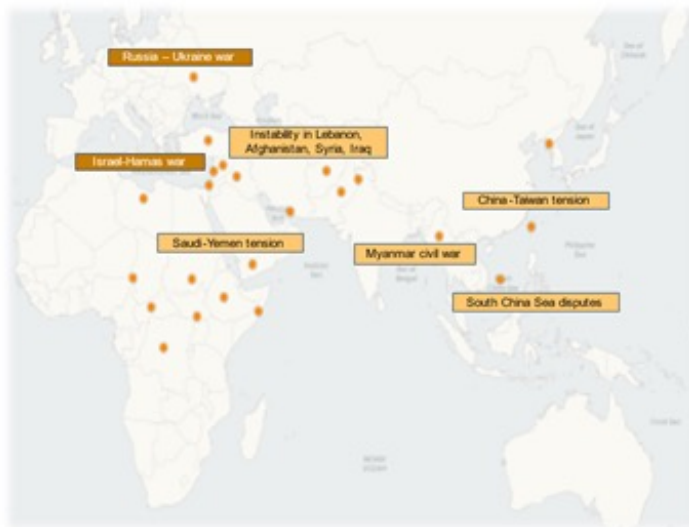 Russia – Ukraine war
Instability in Lebanon,
Afghanistan, Syria, Iraq
Israel-Hamas war
China -Taiwan tension
Saudi-Yemen tension
Myanmar civil war
South China Sea disputes